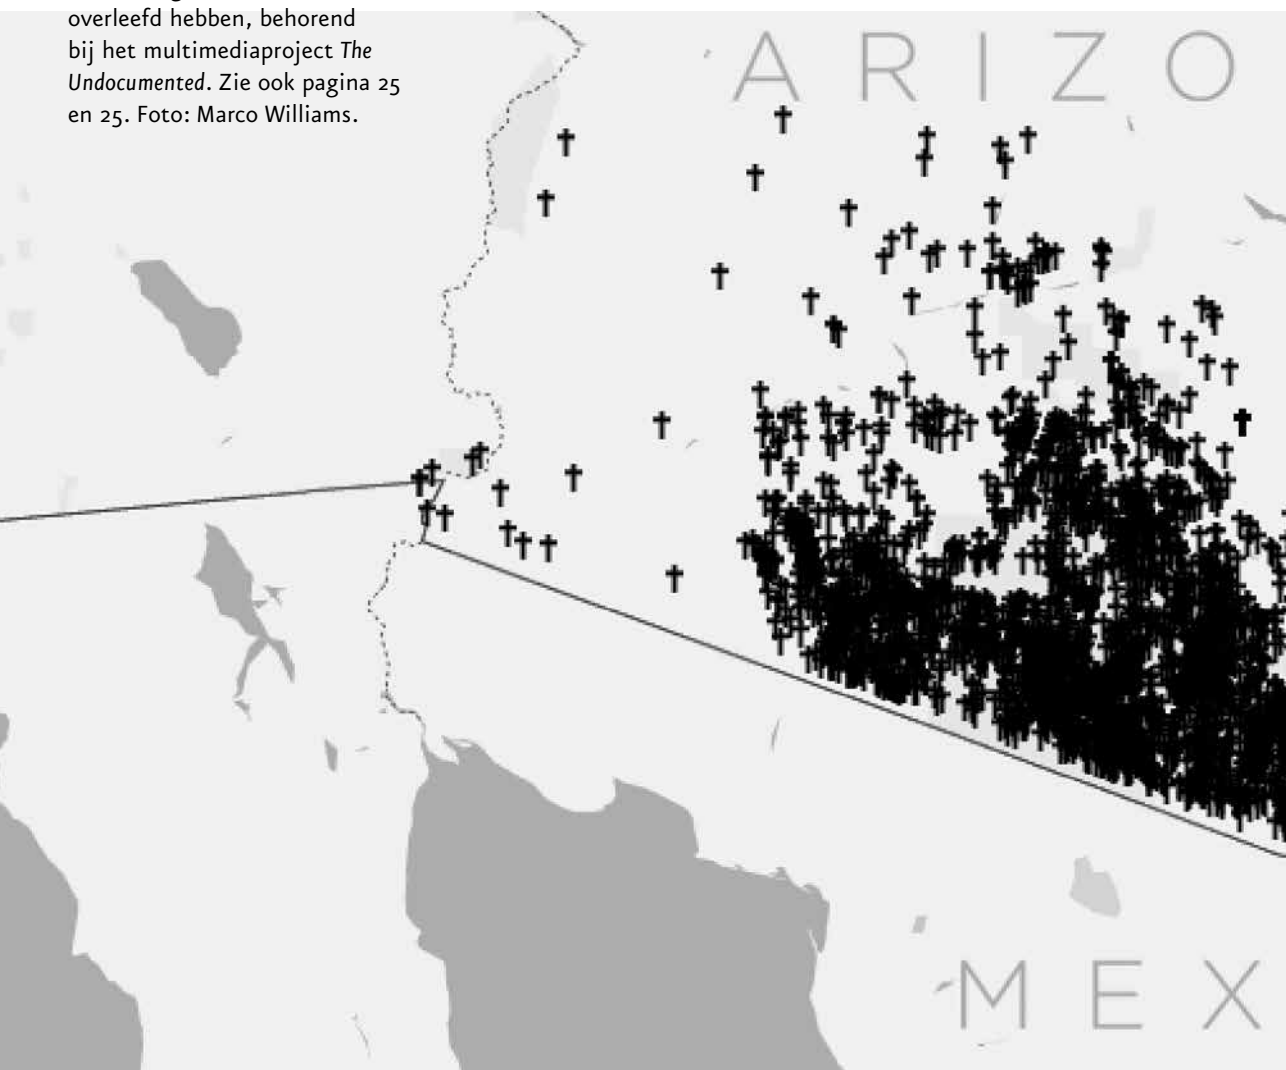 overleefd hebben, behorend
bij het multimediaproject The
Undocumented. Zie ook pagina 25
en 25. Foto: Marco Williams.
ARIZO
MEX